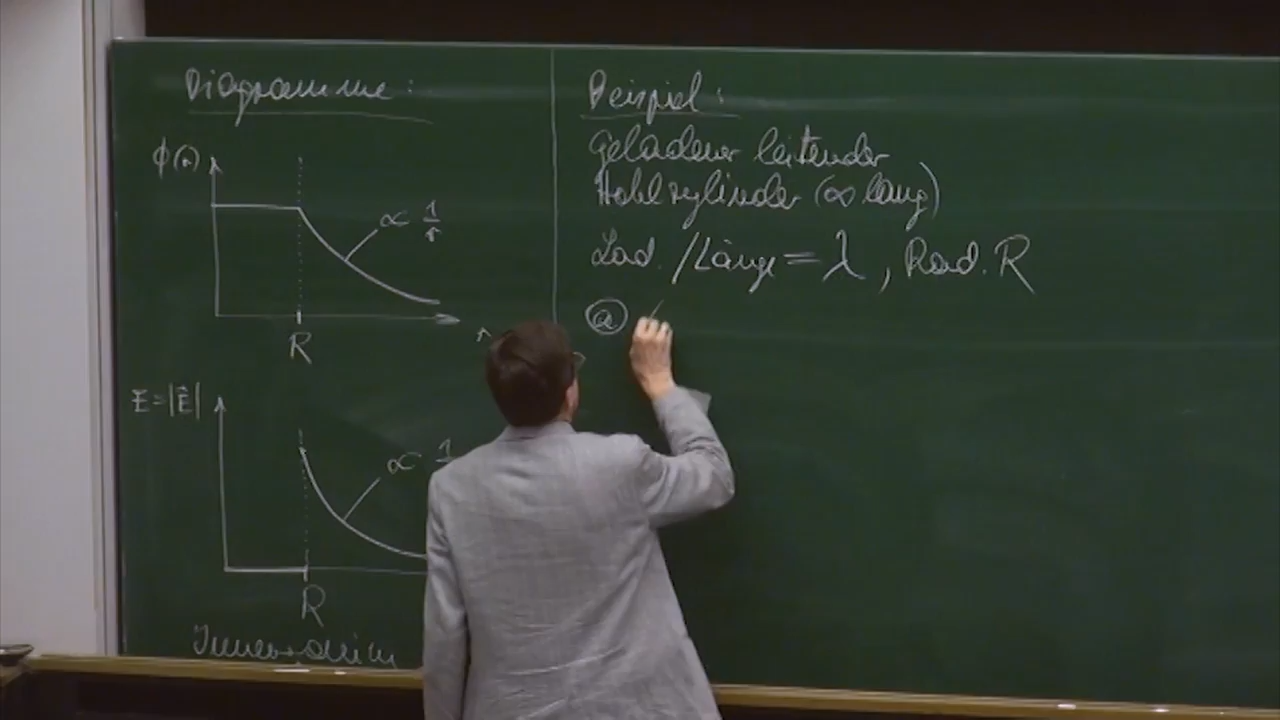 Diagramme:
ϕ(r)
∝ 1/r
r
R
E=|E⃗|
∝ 1
R
Beispiel:
Geladener leitender
Hohlzylinder (∞ lang)
Lad./Länge = λ, Rad. R
(a)